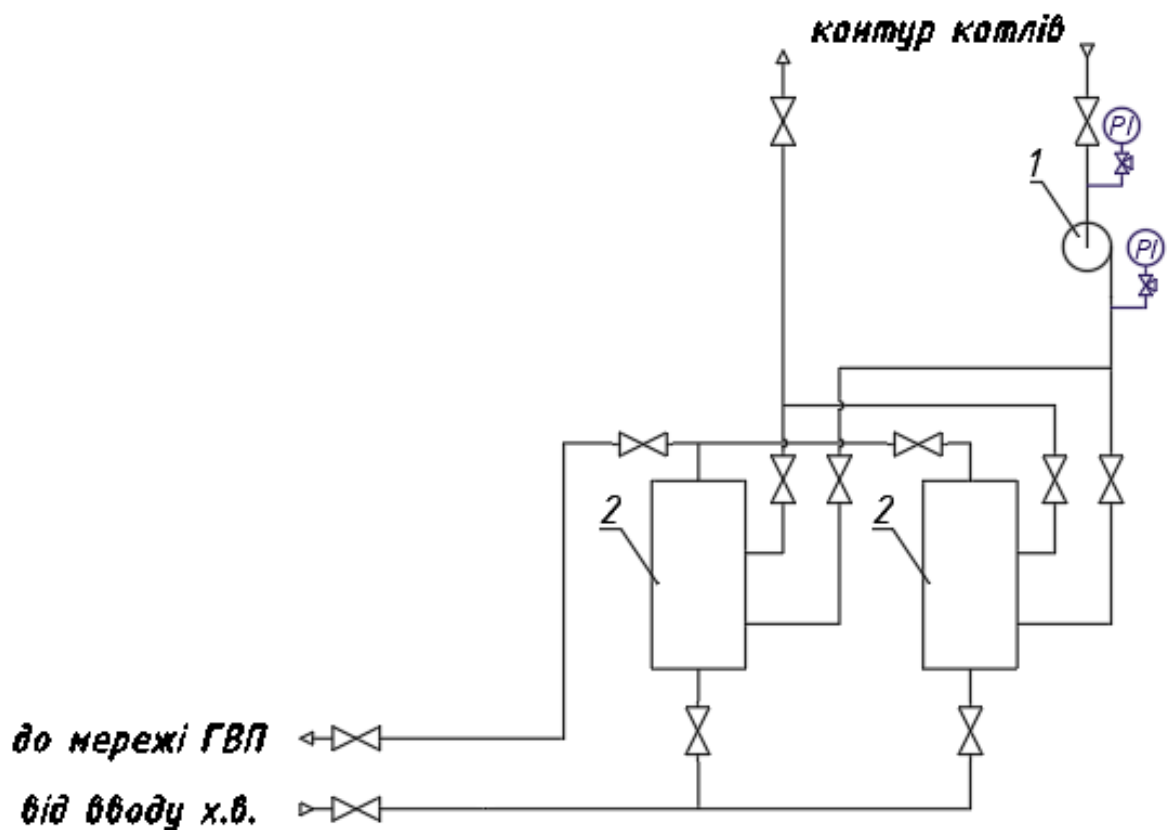 контур котлів
PI
1
PI
2
2
до мережі ГВП
від вводу х.в.